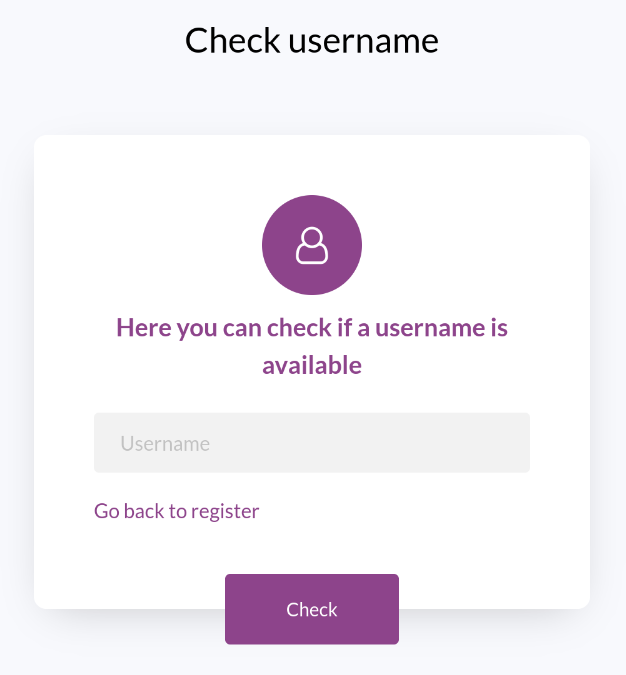 Check username
Here you can check if a username is
available
Username
Go back to register
Check